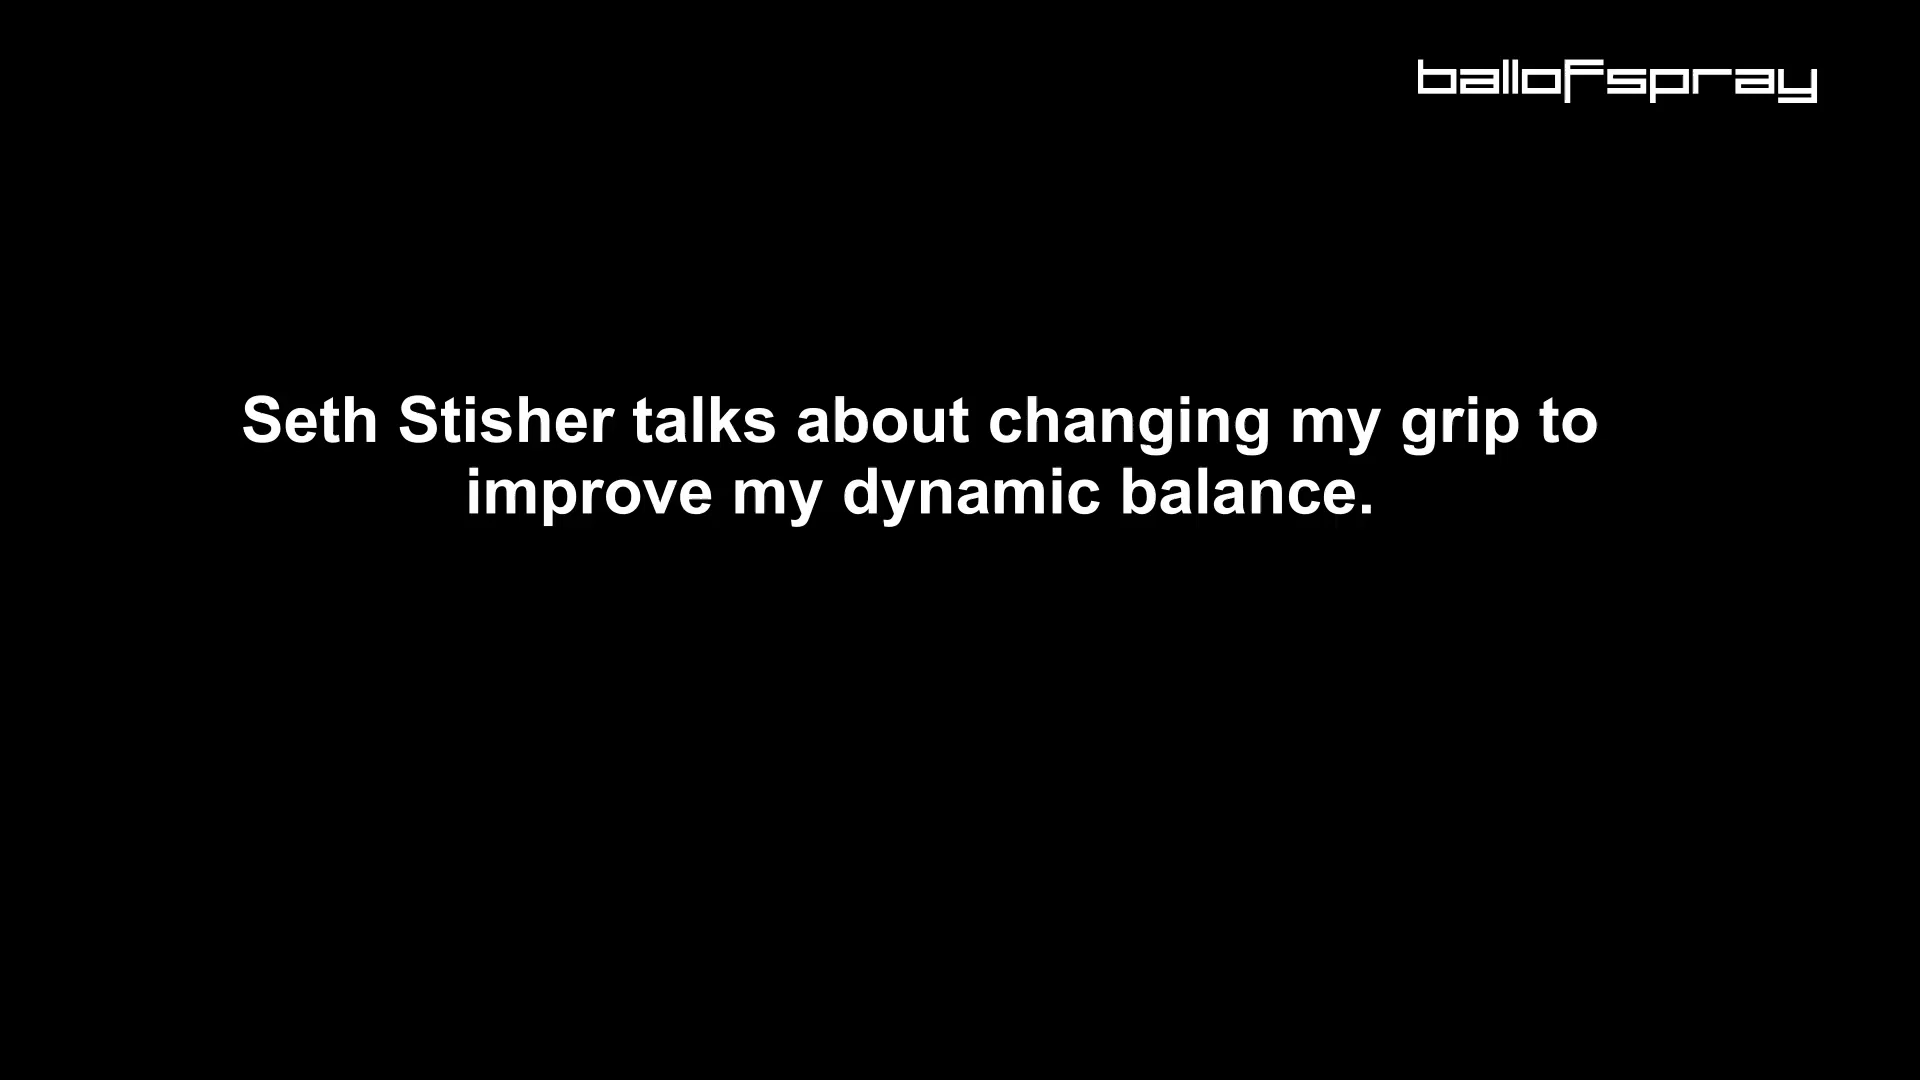 ballofspray
Seth Stisher talks about changing my grip to
improve my dynamic balance.